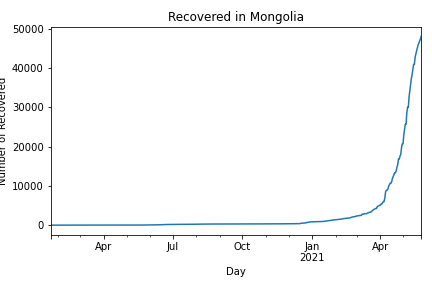 Recovered in Mongolia
50000
40000
30000
20000
10000
0
Number of Recovered
Apr
Jul
Oct
Jan
2021
Apr
Day